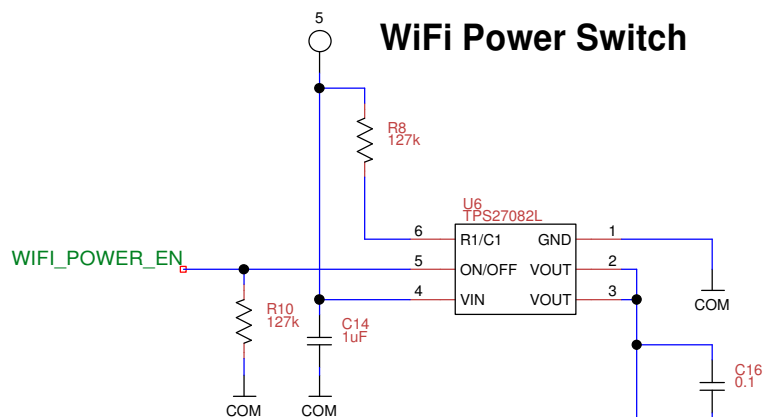 5
WiFi Power Switch
R8
127k
U6
TPS27082L
6 R1/C1 GND 1
WIFI_POWER_EN
5 ON/OFF VOUT 2
4 VIN VOUT 3
COM
R10
127k
C14
1uF
C16
0.1
COM COM